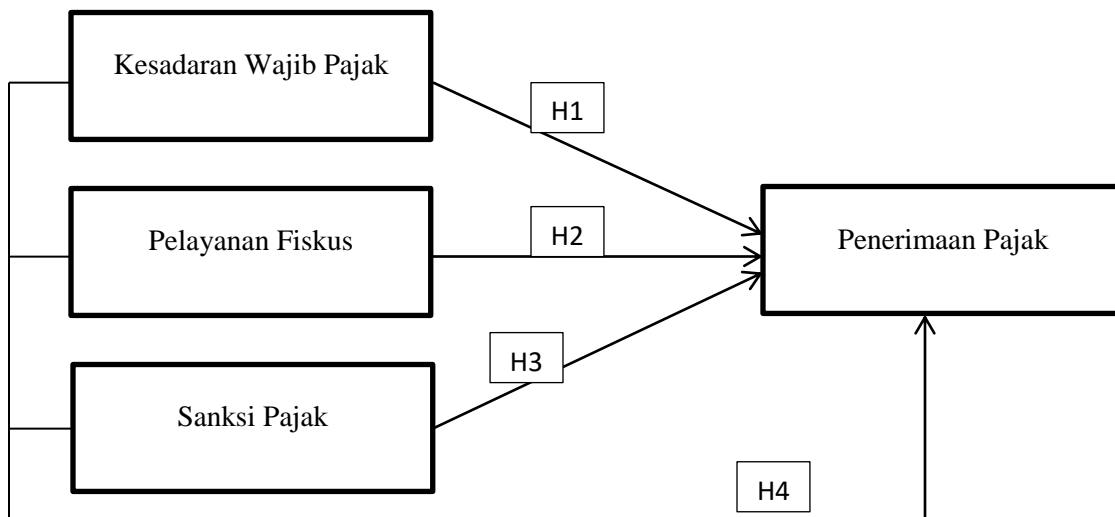 Kesadaran Wajib Pajak
H1
Pelayanan Fiskus
H2
Penerimaan Pajak
H3
Sanksi Pajak
H4